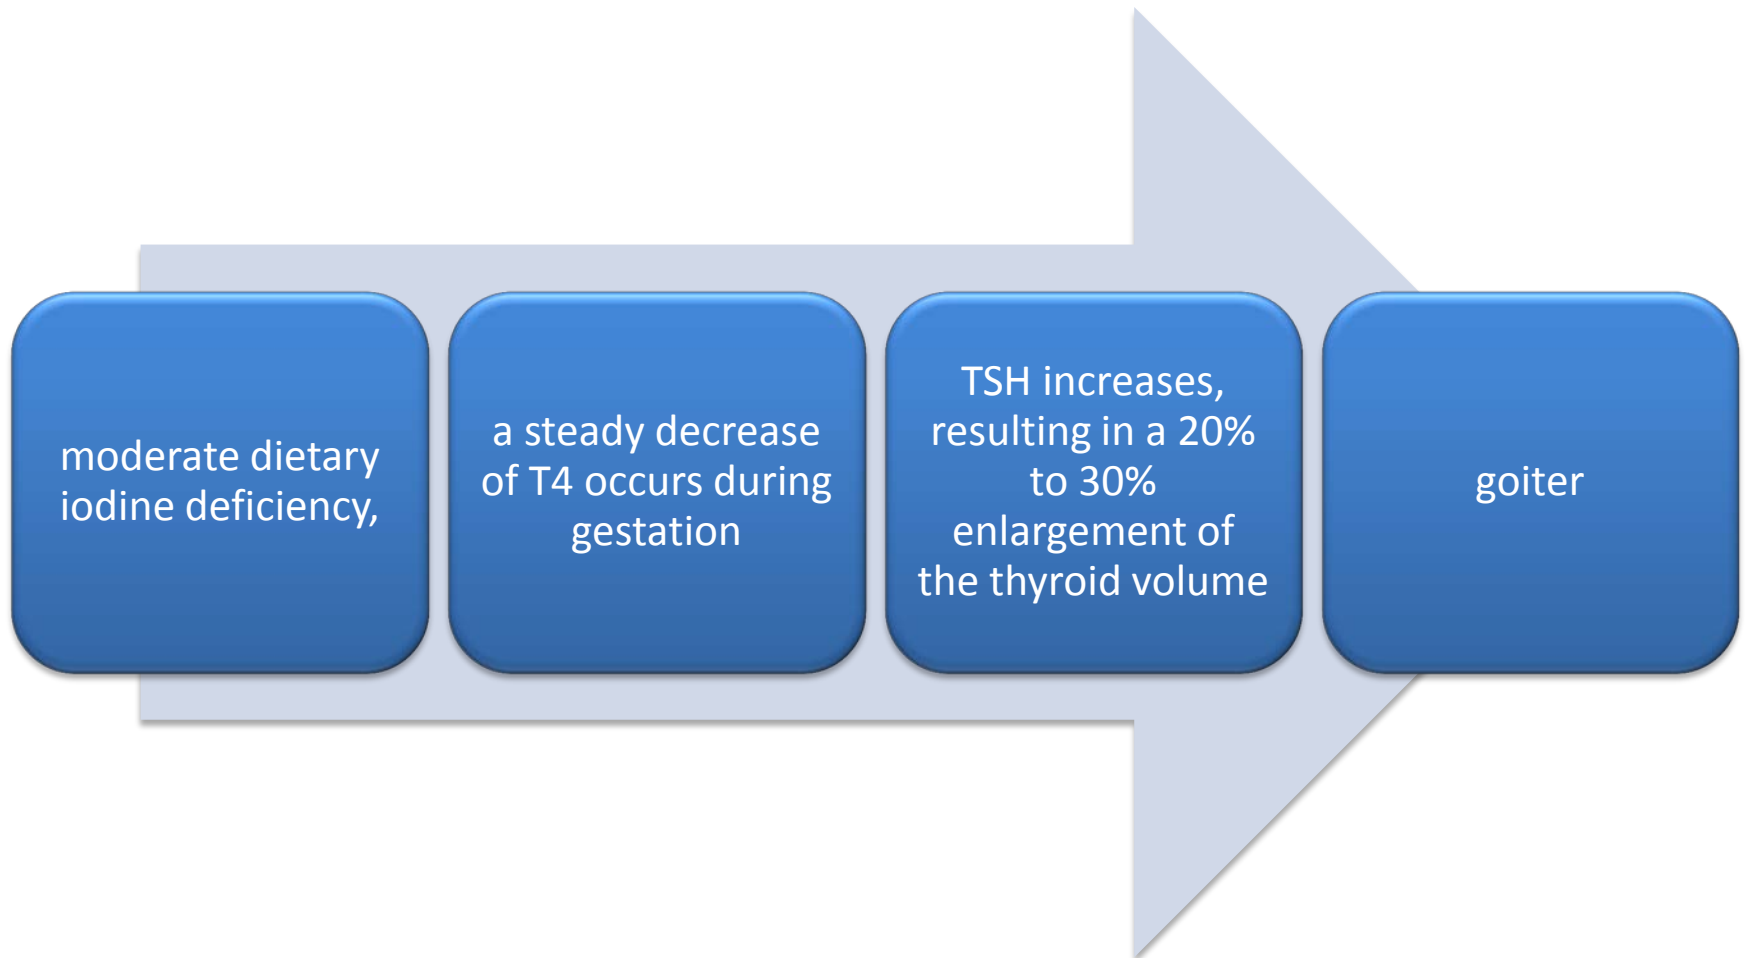 moderate dietary
iodine deficiency,
a steady decrease
of T4 occurs during
gestation
TSH increases,
resulting in a 20%
to 30%
enlargement of
the thyroid volume
goiter